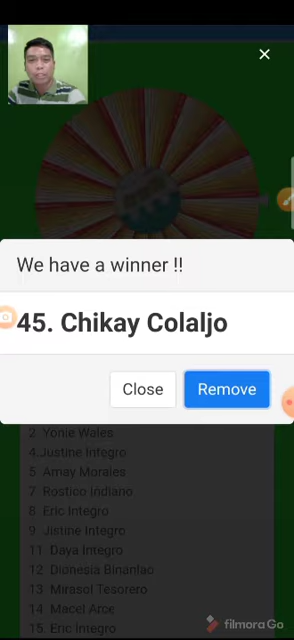 We have a winner !!
45. Chikay Colaljo
Close
Remove
2 Yonie Wales
4.Justine Integro
5 Amay Morales
7 Rostico Indiano
8 Eric Integro
9 Jistine Integro
11 Daya Integro
12 Dionesia Binanlao
13 Mirasol Tesorero
14 Macel Arce
15 Eric Integro
filmora Go